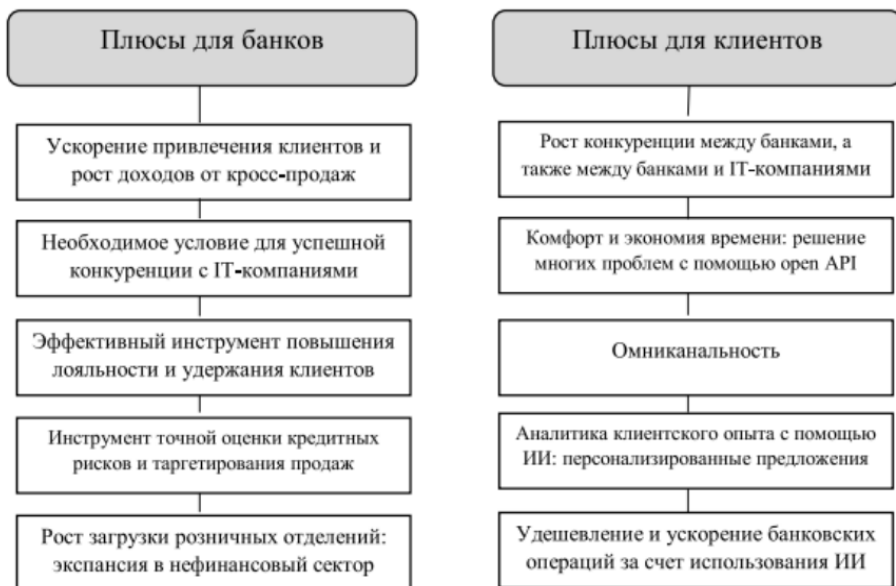 Плюсы для банков
Ускорение привлечения клиентов и
рост доходов от кросс-продаж
Необходимое условие для успешной
конкуренции с IT-компаниями
Эффективный инструмент повышения
лояльности и удержания клиентов
Инструмент точной оценки кредитных
рисков и таргетирования продаж
Рост загрузки розничных отделений:
экспансия в нефинансовый сектор
Плюсы для клиентов
Рост конкуренции между банками, а
также между банками и IT-компаниями
Комфорт и экономия времени: решение
многих проблем с помощью open API
Омниканальность
Аналитика клиентского опыта с помощью
ИИ: персонализированные предложения
Удешевление и ускорение банковских
операций за счет использования ИИ